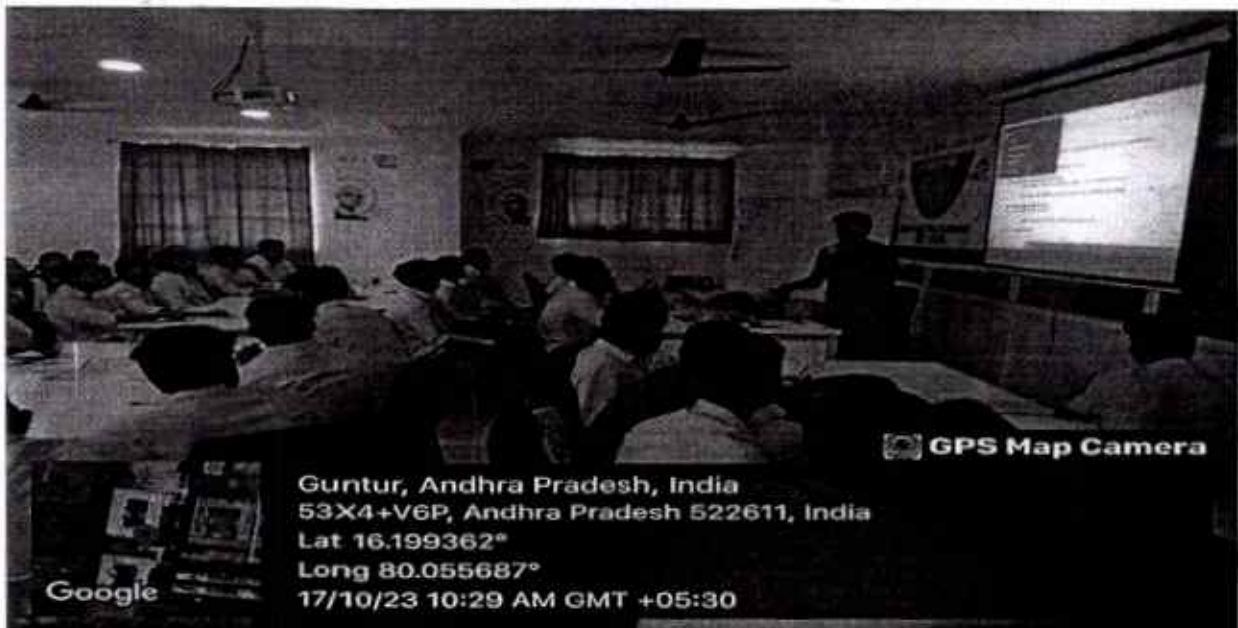 GPS Map Camera
Guntur, Andhra Pradesh, India
53X4+V6P, Andhra Pradesh 522611, India
Lat 16.199362°
Long 80.055687°
17/10/23 10:29 AM GMT +05:30
Google